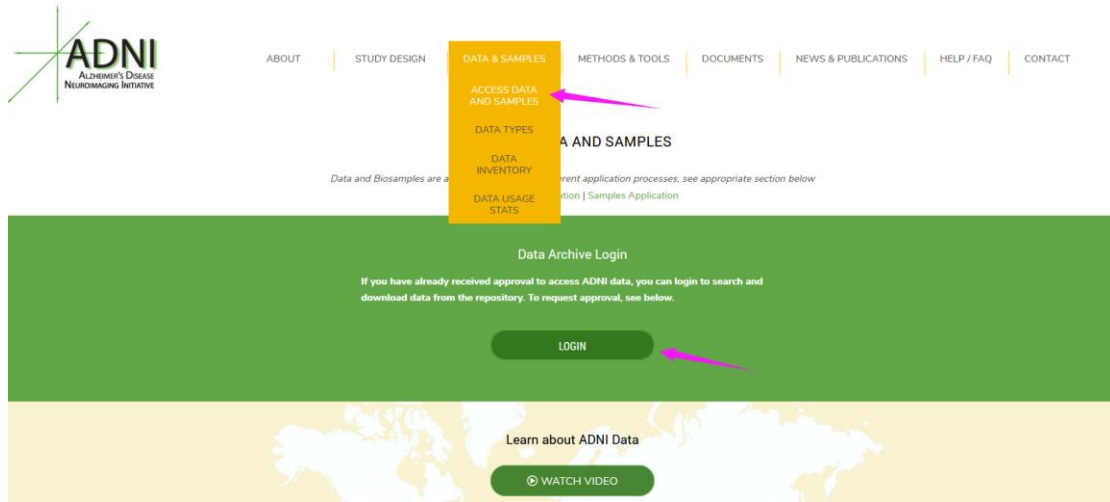 ADNI
ALZHEIMER'S DISEASE
NEUROIMAGING INITIATIVE
ABOUT
STUDY DESIGN
DATA & SAMPLES
METHODS & TOOLS
DOCUMENTS
NEWS & PUBLICATIONS
HELP / FAQ
CONTACT
ACCESS DATA
AND SAMPLES
DATA TYPES
DATA
INVENTORY
DATA USAGE
STATS
A AND SAMPLES
Data and Biosamples are a
rent application processes, see appropriate section below
tion | Samples Application
Data Archive Login
If you have already received approval to access ADNI data, you can login to search and
download data from the repository. To request approval, see below.
LOGIN
Learn about ADNI Data
WATCH VIDEO